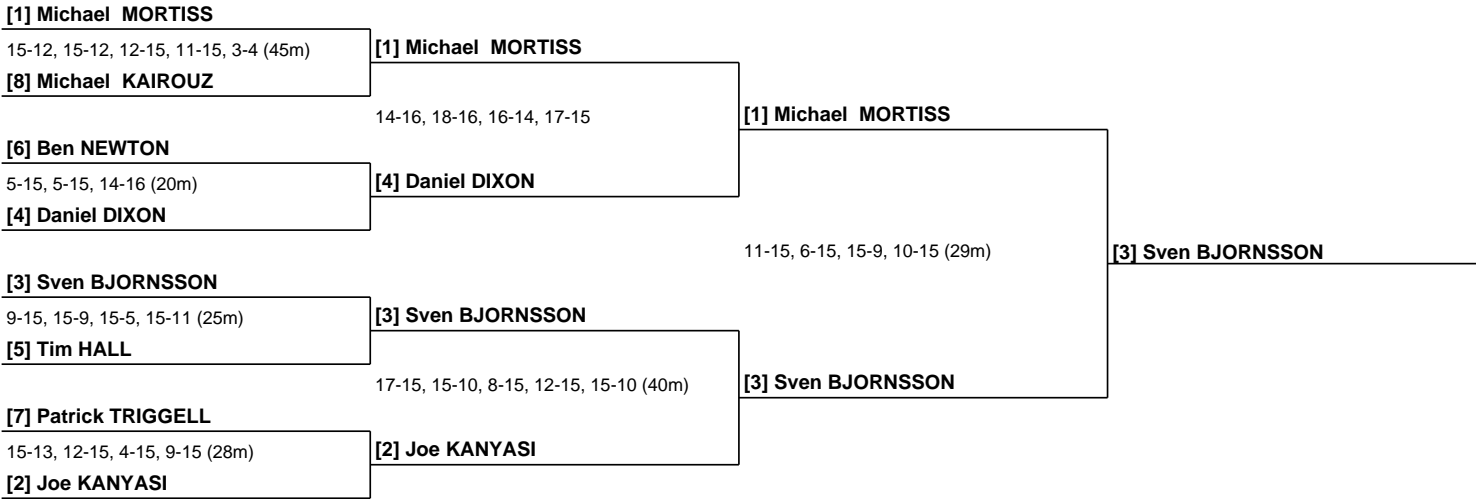 [1] Michael  MORTISS
15-12, 15-12, 12-15, 11-15, 3-4 (45m)
[8] Michael  KAIROUZ
[1] Michael  MORTISS
14-16, 18-16, 16-14, 17-15
[6] Ben NEWTON
5-15, 5-15, 14-16 (20m)
[4] Daniel DIXON
[4] Daniel DIXON
[1] Michael  MORTISS
11-15, 6-15, 15-9, 10-15 (29m)
[3] Sven BJORNSSON
[3] Sven BJORNSSON
9-15, 15-9, 15-5, 15-11 (25m)
[5] Tim HALL
[3] Sven BJORNSSON
17-15, 15-10, 8-15, 12-15, 15-10 (40m)
[3] Sven BJORNSSON
[7] Patrick TRIGGELL
15-13, 12-15, 4-15, 9-15 (28m)
[2] Joe KANYASI
[2] Joe KANYASI